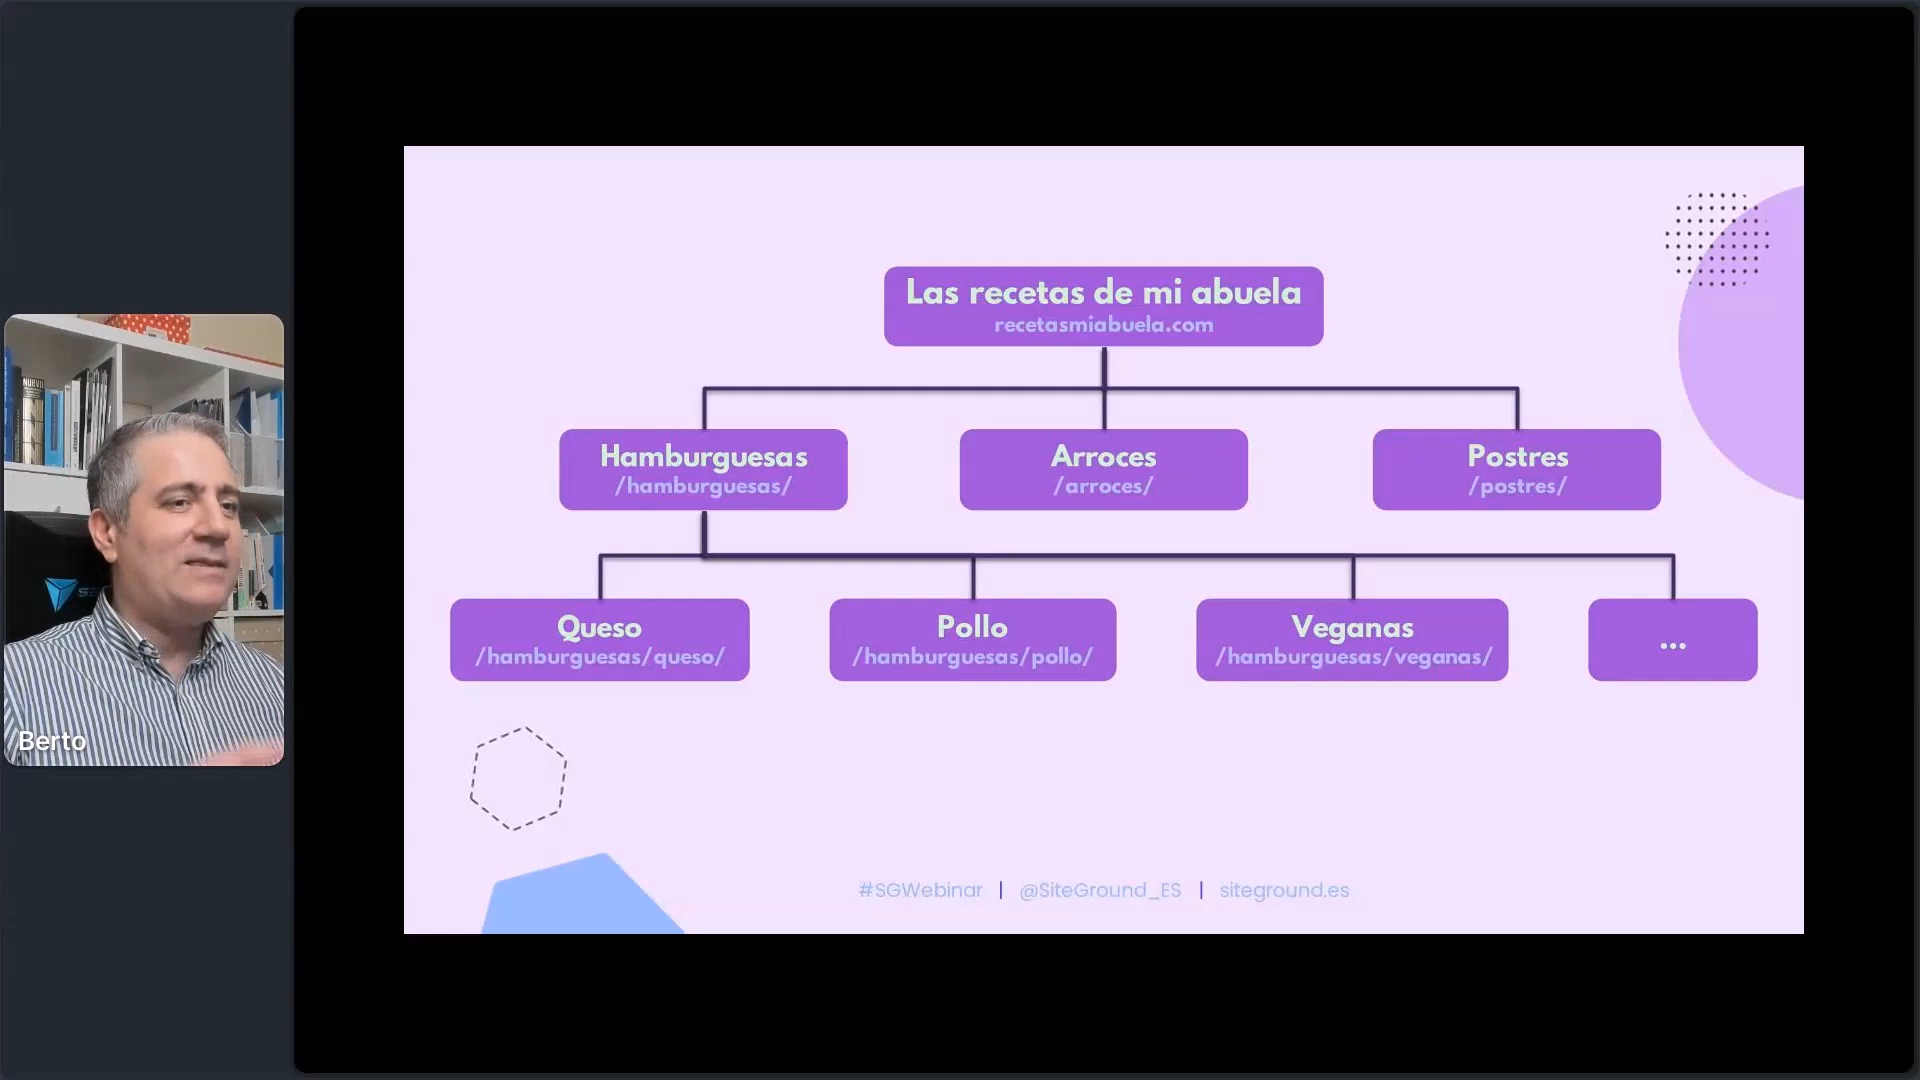 Las recetas de mi abuela
recetasmiabuela.com
Hamburguesas
/hamburguesas/
Arroces
/arroces/
Postres
/postres/
Queso
/hamburguesas/queso/
Pollo
/hamburguesas/pollo/
Veganas
/hamburguesas/veganas/
...
NUEVO
Berto
#SGWebinar | @SiteGround_ES | siteground.es